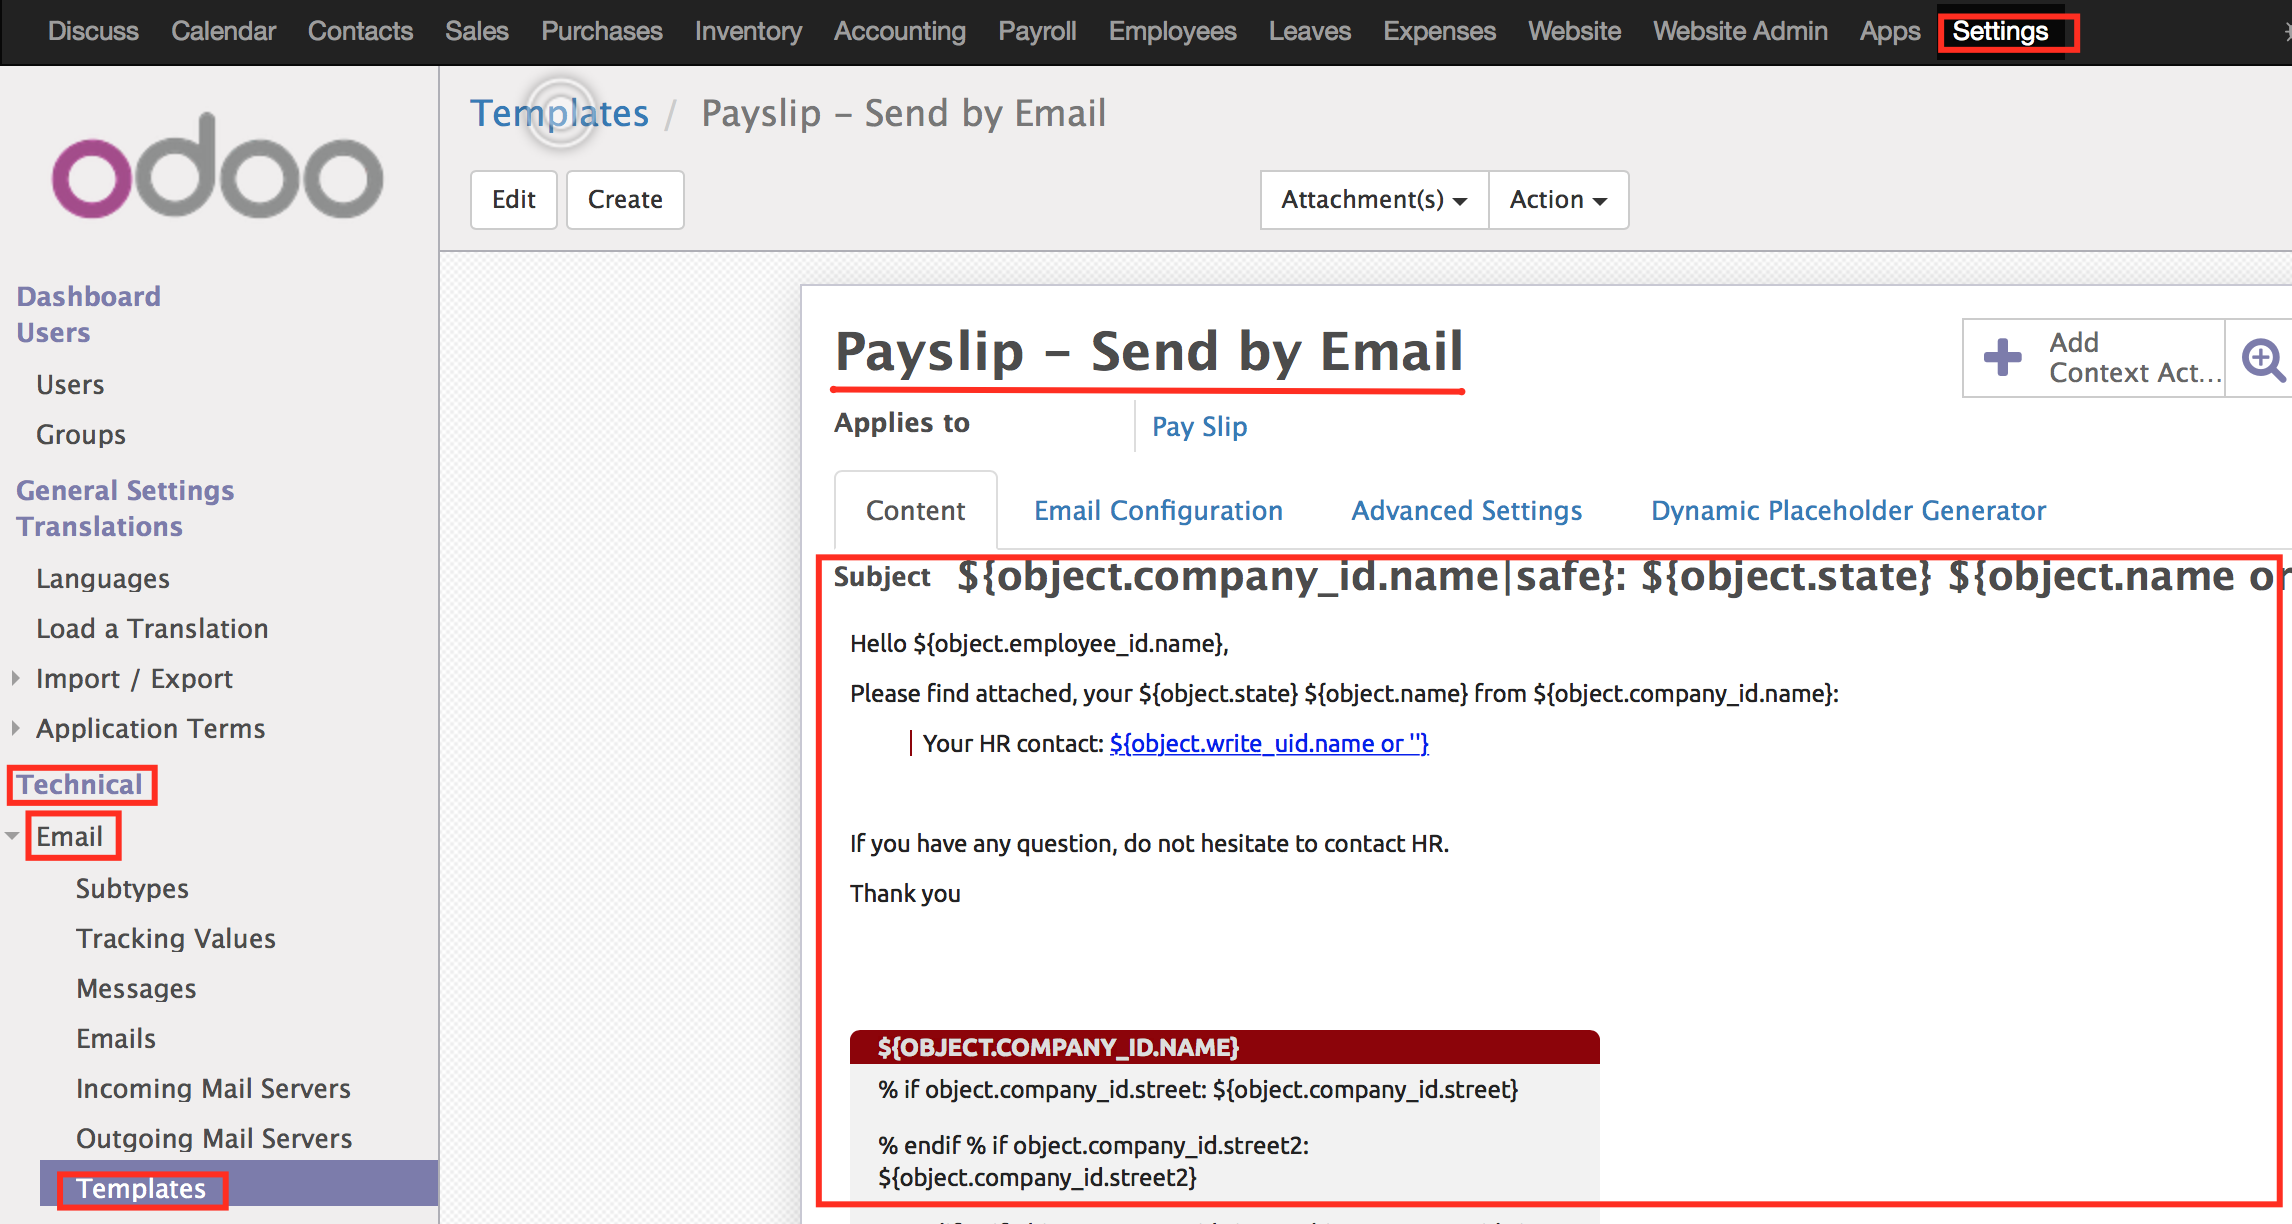 Discuss Calendar Contacts Sales Purchases Inventory Accounting Payroll Employees Leaves Expenses Website Website Admin Apps Settings
odoo
Templates / Payslip – Send by Email
Edit Create Attachment(s) Action
Dashboard
Users
Users
Groups
General Settings
Translations
Languages
Load a Translation
Import / Export
Application Terms
Technical
Email
Subtypes
Tracking Values
Messages
Emails
Incoming Mail Servers
Outgoing Mail Servers
Templates
Payslip – Send by Email
Add
Context Act...
Applies to Pay Slip
Content Email Configuration Advanced Settings Dynamic Placeholder Generator
Subject ${object.company_id.name|safe}: ${object.state} ${object.name or
Hello ${object.employee_id.name},
Please find attached, your ${object.state} ${object.name} from ${object.company_id.name}:
Your HR contact: ${object.write_uid.name or ''}
If you have any question, do not hesitate to contact HR.
Thank you
${OBJECT.COMPANY_ID.NAME}
% if object.company_id.street: ${object.company_id.street}
% endif % if object.company_id.street2:
${object.company_id.street2}